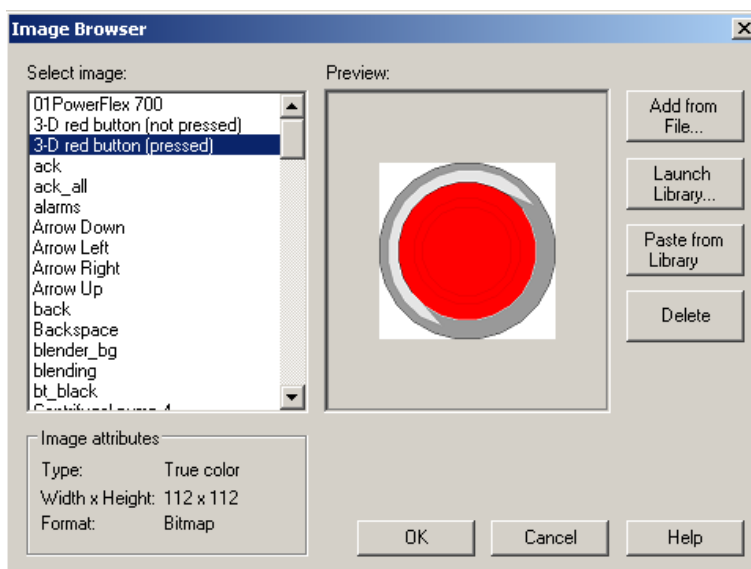 Image Browser
Select image:
01PowerFlex 700
3-D red button (not pressed)
3-D red button (pressed)
ack
ack_all
alarms
Arrow Down
Arrow Left
Arrow Right
Arrow Up
back
Backspace
blender_bg
blending
bt_black
Preview:
Add from
File...
Launch
Library...
Paste from
Library
Delete
Image attributes
Type: True color
Width x Height: 112 x 112
Format: Bitmap
OK
Cancel
Help